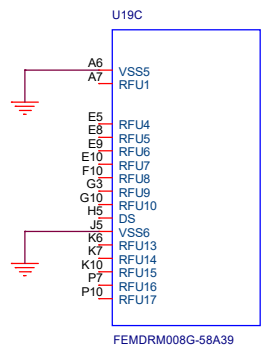 U19C
A6 VSS5
A7 RFU1
E5 RFU4
E8 RFU5
E9 RFU6
E10 RFU7
F10 RFU8
G3 RFU9
G10 RFU10
H5 DS
J5 VSS6
K6 RFU13
K7 RFU14
K10 RFU15
P7 RFU16
P10 RFU17
FEMDRM008G-58A39